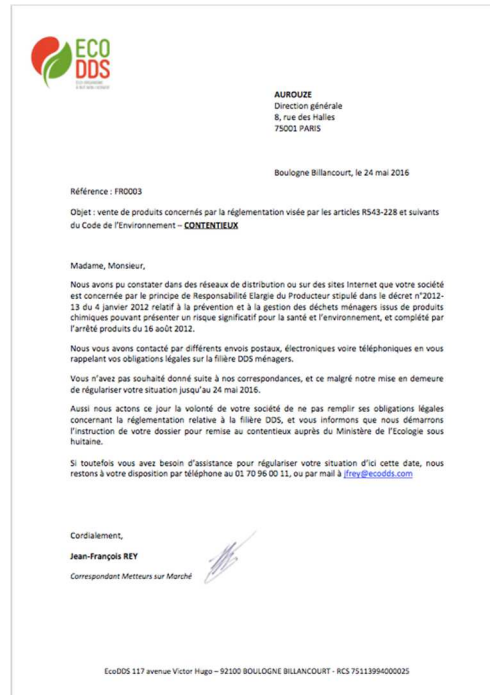 ECO
DDS
AUROUZE
Direction générale
8, rue des Halles
75001 PARIS
Boulogne Billancourt, le 24 mai 2016
Référence : FR0003
Objet : vente de produits concernés par la réglementation visée par les articles R543-228 et suivants
du Code de l'Environnement – CONTENTIEUX
Madame, Monsieur,
Nous avons pu constater dans des réseaux de distribution ou sur des sites Internet que votre société
est concernée par le principe de Responsabilité Elargie du Producteur stipulé dans le décret n°2012-
13 du 4 janvier 2012 relatif à la prévention et à la gestion des déchets ménagers issus de produits
chimiques pouvant présenter un risque significatif pour la santé et l'environnement, et complété par
l'arrêté produits du 16 août 2012.
Nous vous avons contacté par différents envois postaux, électroniques voire téléphoniques en vous
rappelant vos obligations légales sur la filière DDS ménagers.
Vous n'avez pas souhaité donné suite à nos correspondances, et ce malgré notre mise en demeure
de régulariser votre situation jusqu'au 24 mai 2016.
Aussi nous actons ce jour la volonté de votre société de ne pas remplir ses obligations légales
concernant la réglementation relative à la filière DDS, et vous informons que nous démarrons
l'instruction de votre dossier pour remise au contentieux auprès du Ministère de l'Ecologie sous
huitaine.
Si toutefois vous avez besoin d'assistance pour régulariser votre situation d'ici cette date, nous
restons à votre disposition par téléphone au 01 70 96 00 11, ou par mail à jfrey@ecodds.com
Cordialement,
Jean-François REY
Correspondant Metteurs sur Marché
EcoDDS 117 avenue Victor Hugo – 92100 BOULOGNE BILLANCOURT - RCS 75113994000025